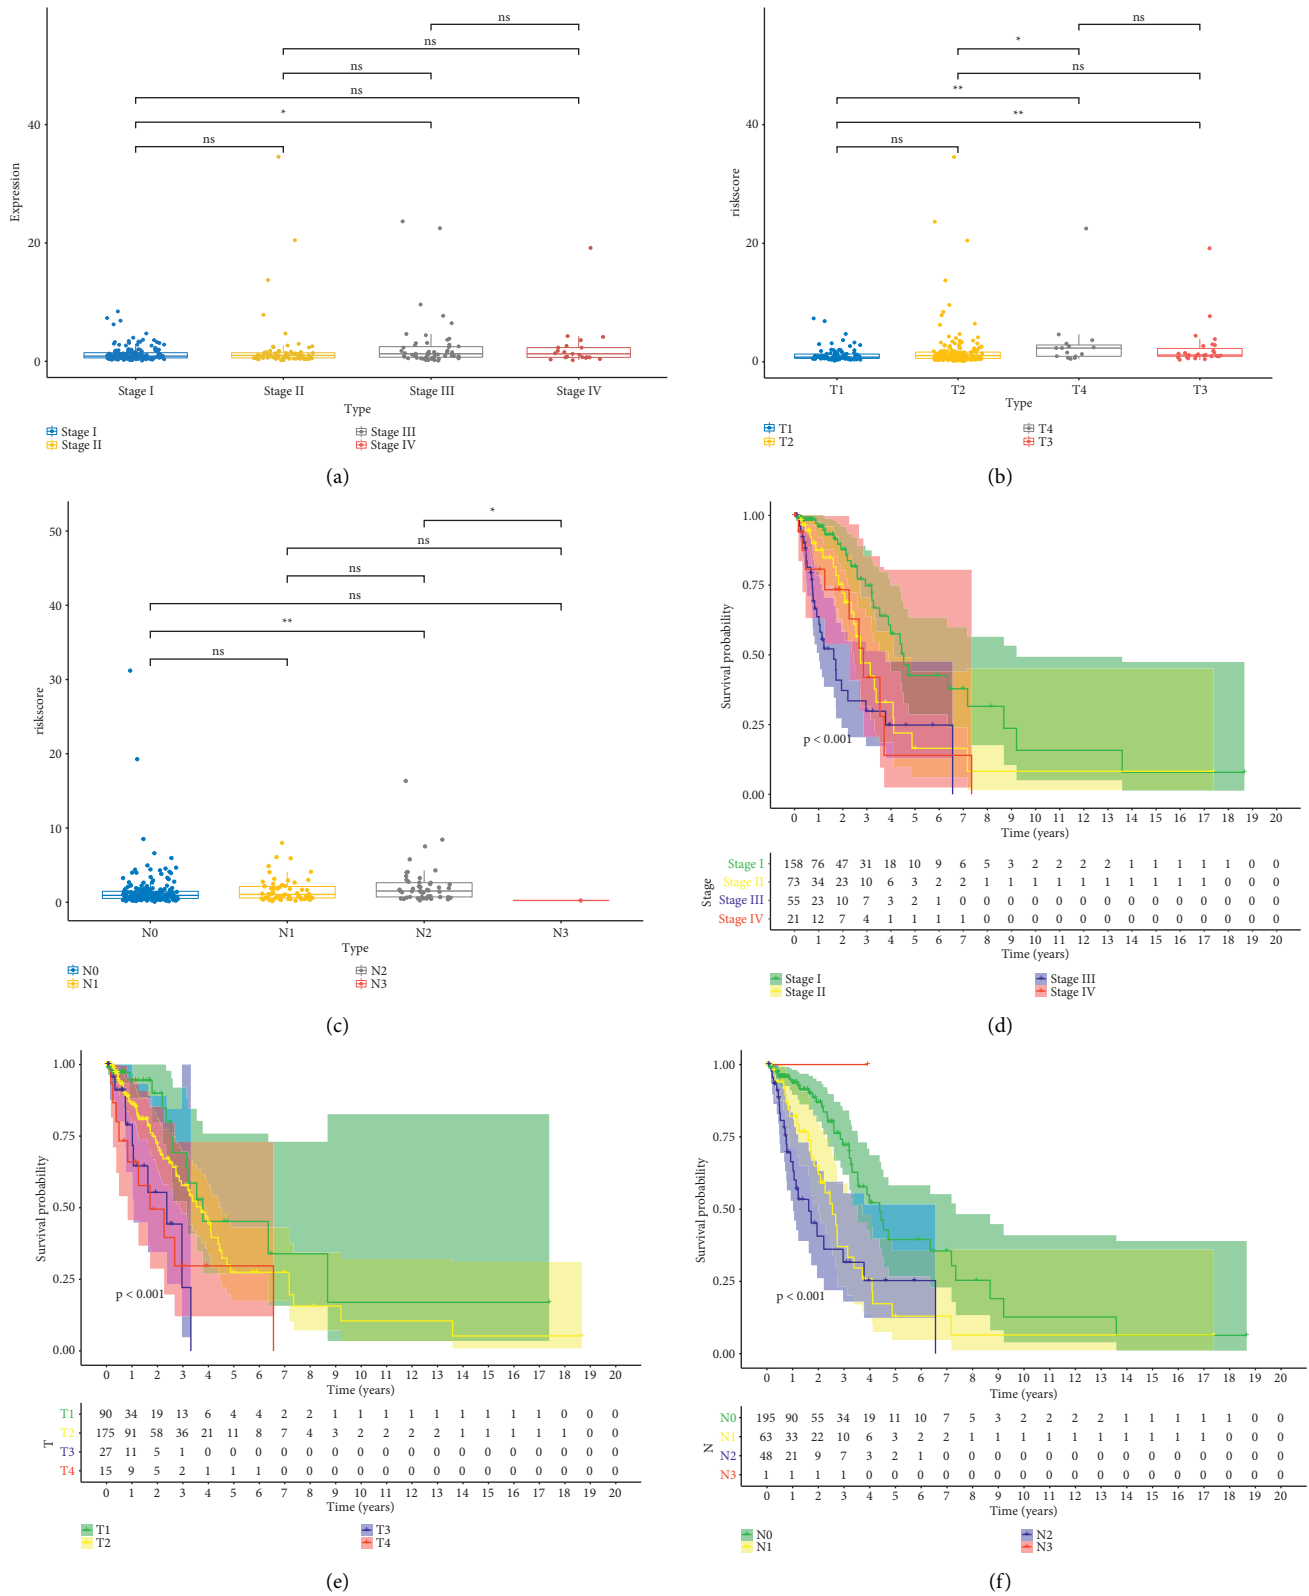 ns
ns
ns
ns
*
ns
40
20
0
Expression
Stage I Stage II Stage III Stage IV
Type
Stage I Stage III
Stage II Stage IV
(a)
ns
*
ns
**
**
ns
40
20
0
riskscore
T1 T2 T4 T3
Type
T1 T4
T2 T3
(b)
*
ns
ns
ns
**
ns
50
40
30
20
10
0
riskscore
N0 N1 N2 N3
Type
N0 N2
N1 N3
(c)
1.00
0.75
0.50
0.25
0.00
Survival probability
p < 0.001
0 1 2 3 4 5 6 7 8 9 10 11 12 13 14 15 16 17 18 19 20
Time (years)
Stage
Stage I 158 76 47 31 18 10 9 6 5 3 2 2 2 2 1 1 1 1 1 0 0
Stage II 73 34 23 10 6 3 2 2 1 1 1 1 1 1 1 1 1 1 0 0 0
Stage III 55 23 10 7 3 2 1 0 0 0 0 0 0 0 0 0 0 0 0 0 0
Stage IV 21 12 7 4 1 1 1 1 0 0 0 0 0 0 0 0 0 0 0 0 0
0 1 2 3 4 5 6 7 8 9 10 11 12 13 14 15 16 17 18 19 20
Time (years)
Stage I Stage III
Stage II Stage IV
(d)
1.00
0.75
0.50
0.25
0.00
Survival probability
p < 0.001
0 1 2 3 4 5 6 7 8 9 10 11 12 13 14 15 16 17 18 19 20
Time (years)
T
T1 90 34 19 13 6 4 4 2 2 1 1 1 1 1 1 1 1 1 0 0 0
T2 175 91 58 36 21 11 8 7 4 3 2 2 2 2 1 1 1 1 1 0 0
T3 27 11 5 1 0 0 0 0 0 0 0 0 0 0 0 0 0 0 0 0 0
T4 15 9 5 2 1 1 1 0 0 0 0 0 0 0 0 0 0 0 0 0 0
0 1 2 3 4 5 6 7 8 9 10 11 12 13 14 15 16 17 18 19 20
Time (years)
T1 T3
T2 T4
(e)
1.00
0.75
0.50
0.25
0.00
Survival probability
p < 0.001
0 1 2 3 4 5 6 7 8 9 10 11 12 13 14 15 16 17 18 19 20
Time (years)
N
N0 195 90 55 34 19 11 10 7 5 3 2 2 2 2 1 1 1 1 1 0 0
N1 63 33 22 10 6 3 2 2 1 1 1 1 1 1 1 1 1 1 0 0 0
N2 48 21 9 7 3 2 1 0 0 0 0 0 0 0 0 0 0 0 0 0 0
N3 1 1 1 1 0 0 0 0 0 0 0 0 0 0 0 0 0 0 0 0 0
0 1 2 3 4 5 6 7 8 9 10 11 12 13 14 15 16 17 18 19 20
Time (years)
N0 N2
N1 N3
(f)